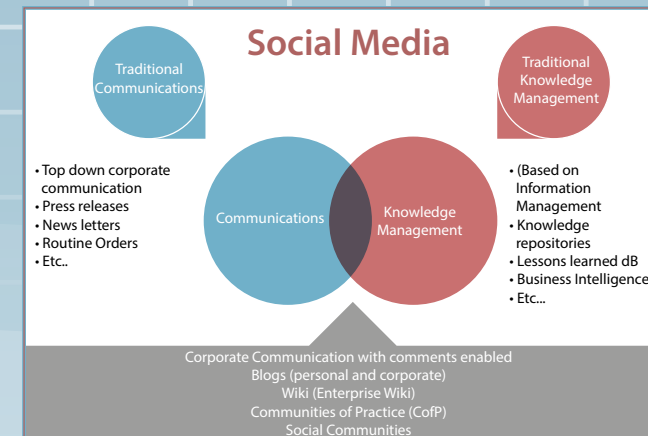 Social Media
Traditional
Communications
Traditional
Knowledge
Management
• Top down corporate
communication
• Press releases
• News letters
• Routine Orders
• Etc..
Communications
Knowledge
Management
• (Based on
Information
Management
• Knowledge
repositories
• Lessons learned dB
• Business Intelligence
• Etc...
Corporate Communication with comments enabled
Blogs (personal and corporate)
Wiki (Enterprise Wiki)
Communities of Practice (CofP)
Social Communities